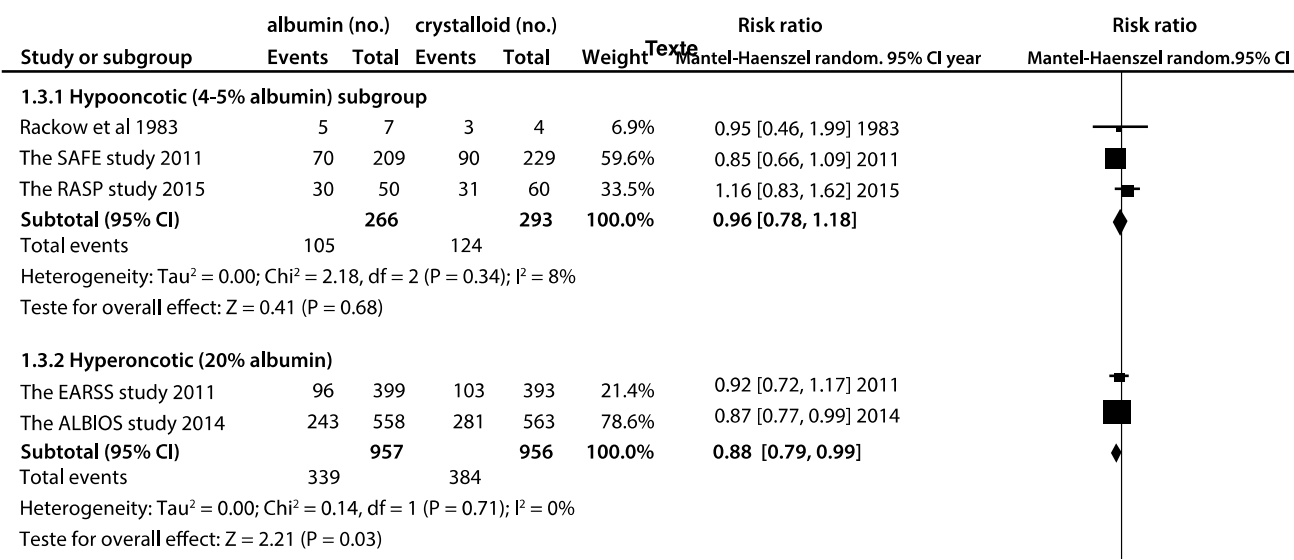 albumin (no.) crystalloid (no.) Risk ratio Risk ratio
Study or subgroup Events Total Events Total Weight Texte Mantel-Haenszel random. 95% CI year Mantel-Haenszel random.95% CI
1.3.1 Hypooncotic (4-5% albumin) subgroup
Rackow et al 1983 5 7 3 4 6.9% 0.95 [0.46, 1.99] 1983
The SAFE study 2011 70 209 90 229 59.6% 0.85 [0.66, 1.09] 2011
The RASP study 2015 30 50 31 60 33.5% 1.16 [0.83, 1.62] 2015
Subtotal (95% CI) 266 293 100.0% 0.96 [0.78, 1.18]
Total events 105 124
Heterogeneity: Tau² = 0.00; Chi² = 2.18, df = 2 (P = 0.34); I² = 8%
Teste for overall effect: Z = 0.41 (P = 0.68)
1.3.2 Hyperoncotic (20% albumin)
The EARSS study 2011 96 399 103 393 21.4% 0.92 [0.72, 1.17] 2011
The ALBIOS study 2014 243 558 281 563 78.6% 0.87 [0.77, 0.99] 2014
Subtotal (95% CI) 957 956 100.0% 0.88 [0.79, 0.99]
Total events 339 384
Heterogeneity: Tau² = 0.00; Chi² = 0.14, df = 1 (P = 0.71); I² = 0%
Teste for overall effect: Z = 2.21 (P = 0.03)